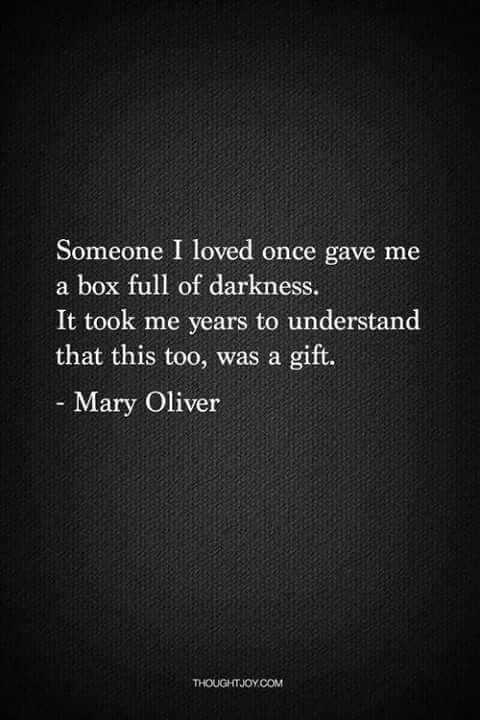 Someone I loved once gave me
a box full of darkness.
It took me years to understand
that this too, was a gift.
- Mary Oliver
THOUGHTJOY.COM